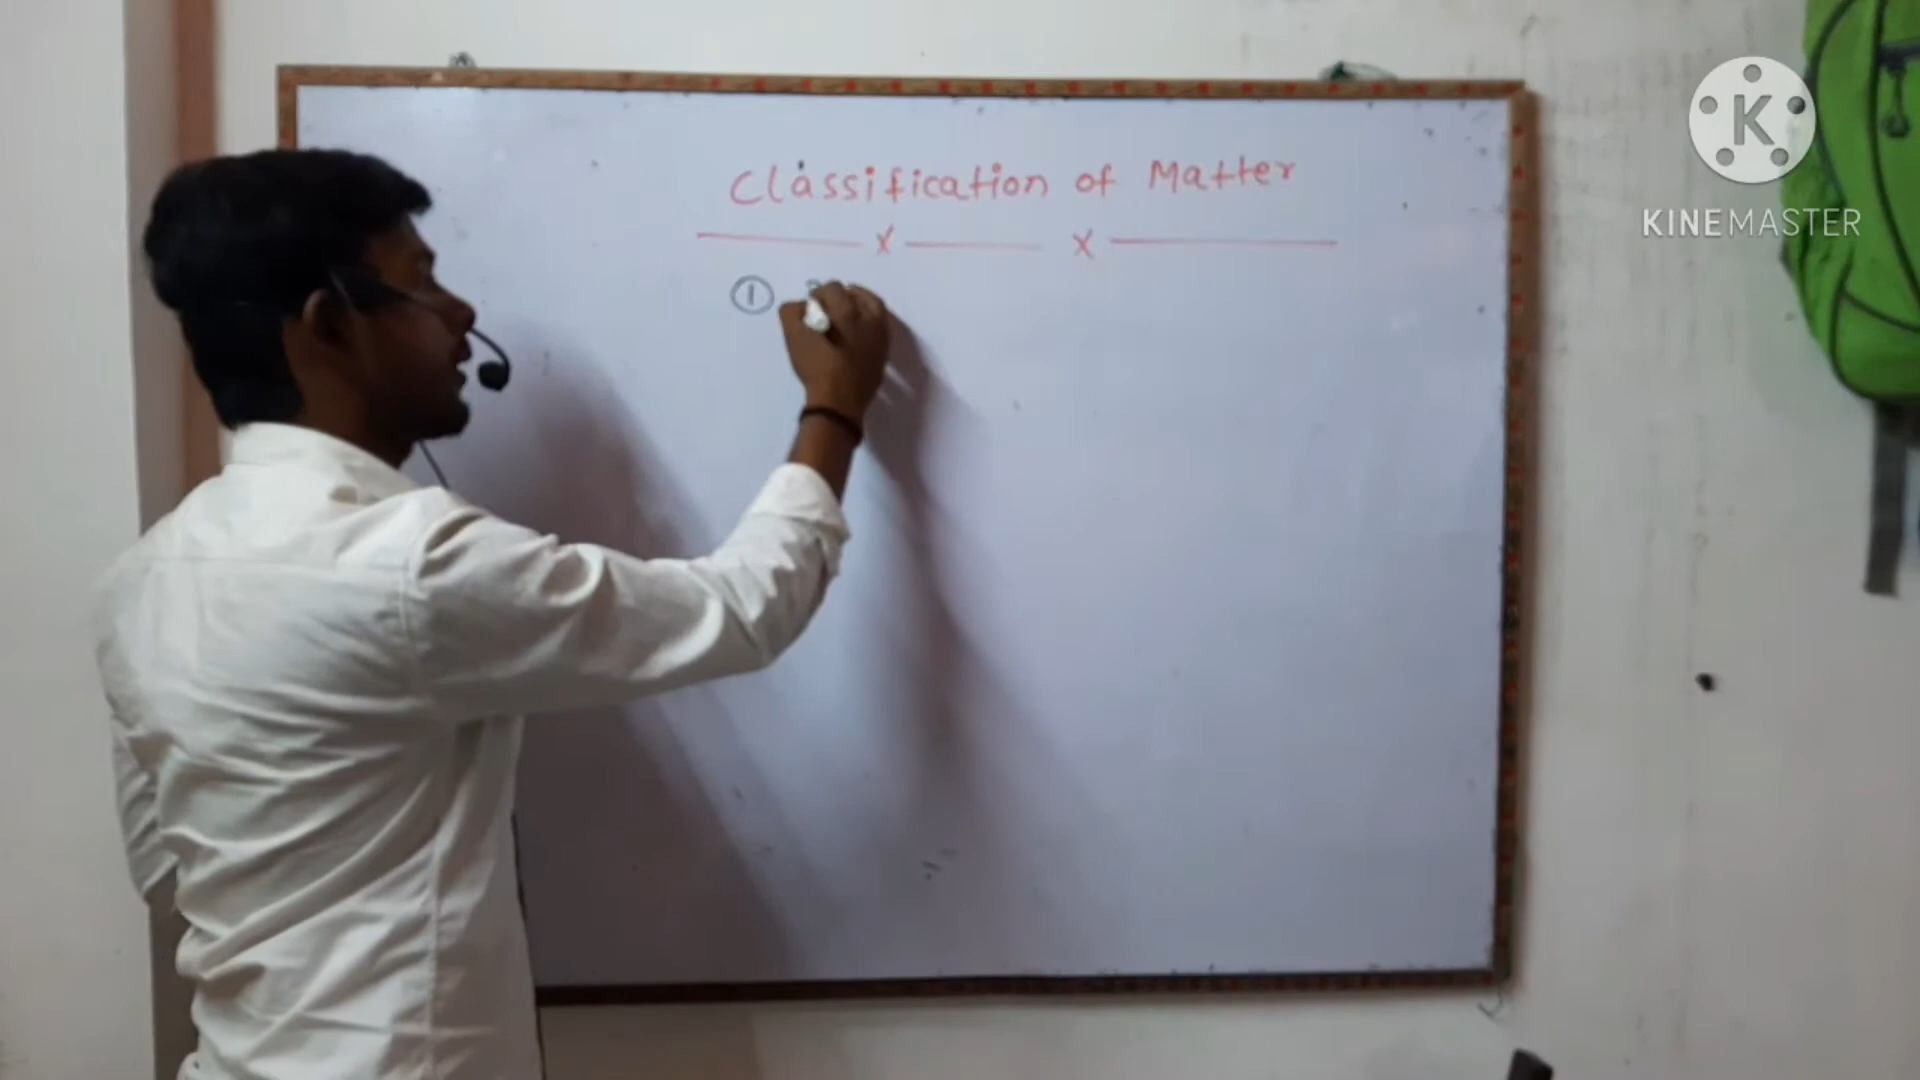 Classification of Matter
x x
①
K
KINEMASTER